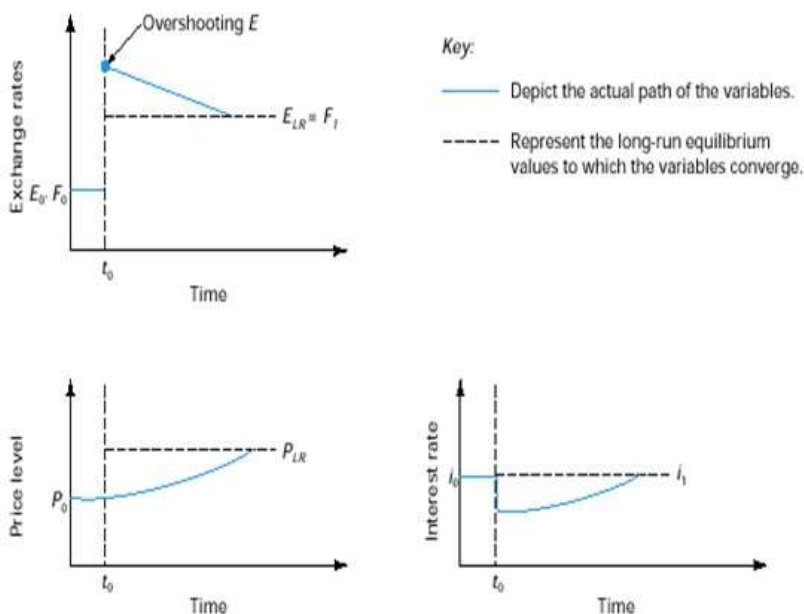 Overshooting E
Exchange rates
E_LR = F_1
E_0, F_0
t_0
Time
Key:
Depict the actual path of the variables.
Represent the long-run equilibrium
values to which the variables converge.
Price level
P_LR
P_0
t_0
Time
Interest rate
i_0
i_1
t_0
Time